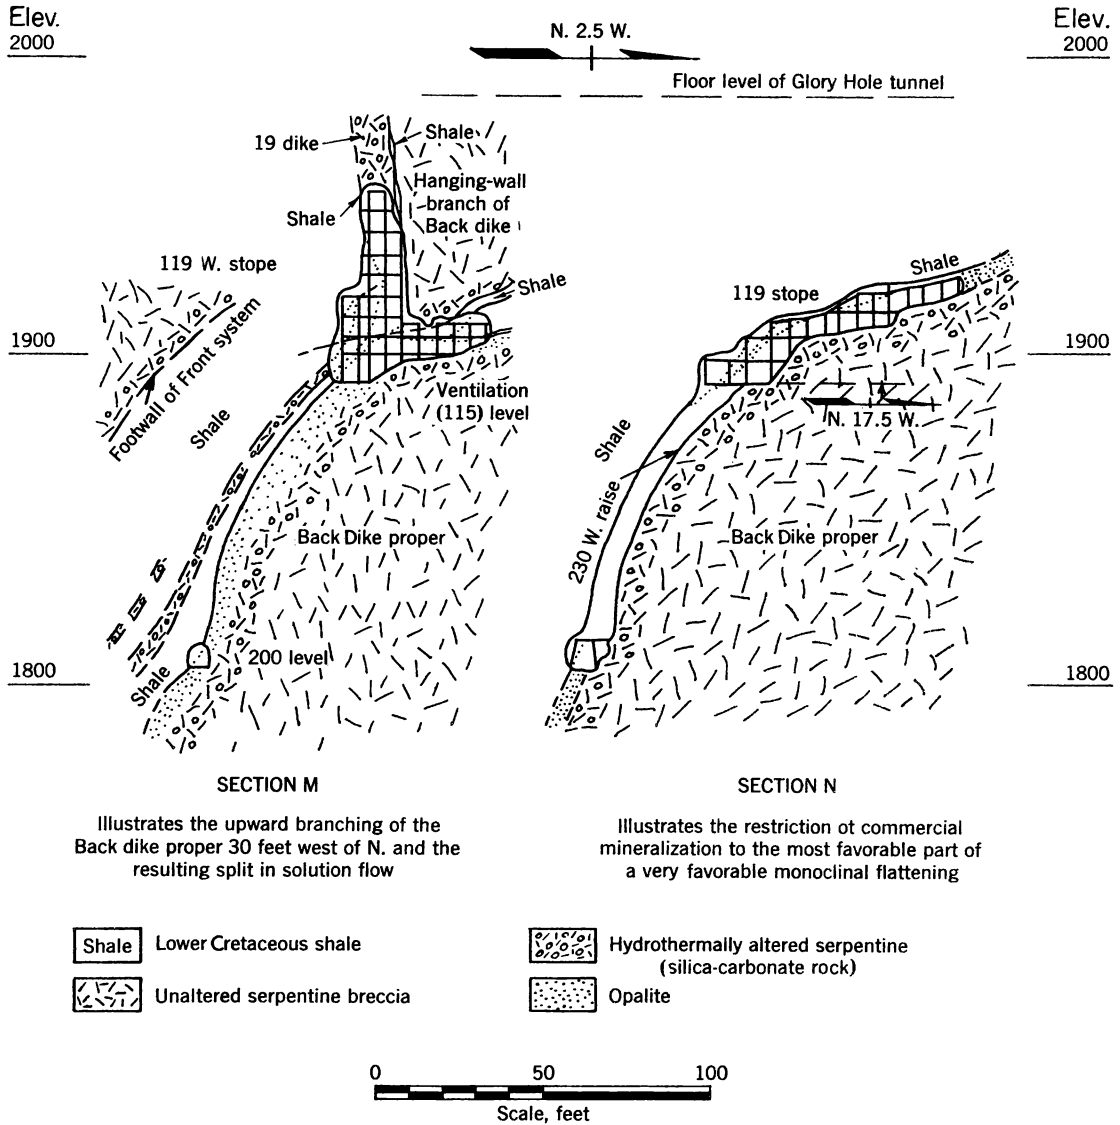 Elev.
2000
N. 2.5 W.
Elev.
2000
Floor level of Glory Hole tunnel
19 dike
Shale
Hanging-wall
branch of
Back dike
Shale
119 W. stope
Shale
Footwall of Front system
1900
Shale
Ventilation
(115) level
Back Dike proper
200 level
Shale
1800
Shale
119 stope
1900
N. 17.5 W.
Shale
230 W. raise
Back Dike proper
1800
SECTION M
Illustrates the upward branching of the
Back dike proper 30 feet west of N. and the
resulting split in solution flow
SECTION N
Illustrates the restriction ot commercial
mineralization to the most favorable part of
a very favorable monoclinal flattening
Shale
Lower Cretaceous shale
Unaltered serpentine breccia
Hydrothermally altered serpentine
(silica-carbonate rock)
Opalite
0 50 100
Scale, feet